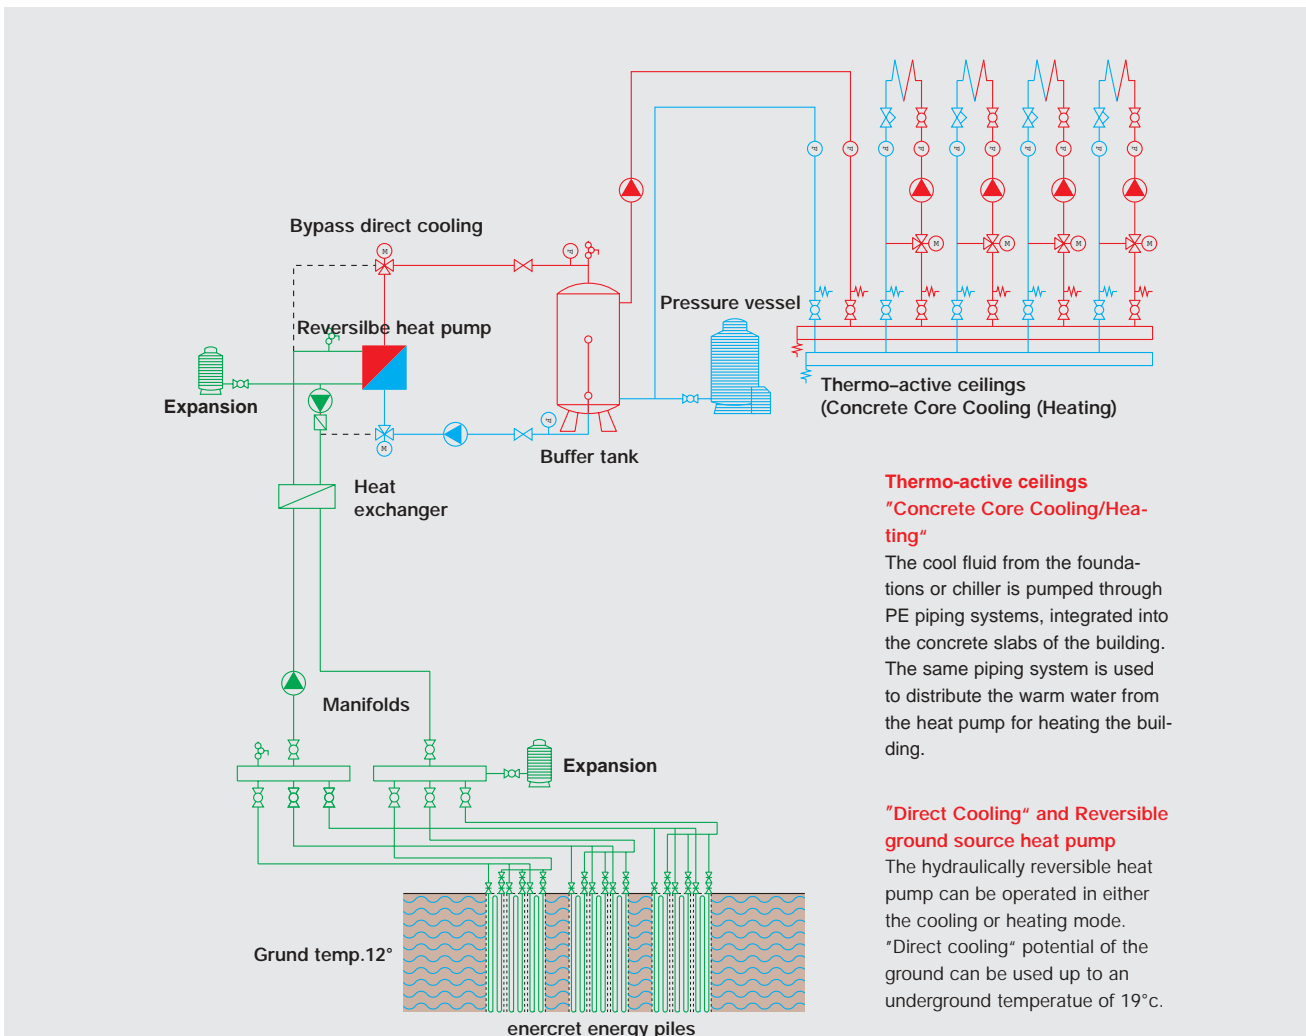 Bypass direct cooling
Reversilbe heat pump
Pressure vessel
Expansion
Thermo–active ceilings
(Concrete Core Cooling (Heating)
Buffer tank
Heat
exchanger
Manifolds
Expansion
Grund temp.12°
enercret energy piles
M
M
P
P
P
P
P
P
P
P
P
P
P
P
M
M
M
M
Thermo-active ceilings
"Concrete Core Cooling/Hea-
ting“
The cool fluid from the founda-
tions or chiller is pumped through
PE piping systems, integrated into
the concrete slabs of the building.
The same piping system is used
to distribute the warm water from
the heat pump for heating the buil-
ding.
"Direct Cooling“ and Reversible
ground source heat pump
The hydraulically reversible heat
pump can be operated in either
the cooling or heating mode.
"Direct cooling“ potential of the
ground can be used up to an
underground temperatue of 19°c.